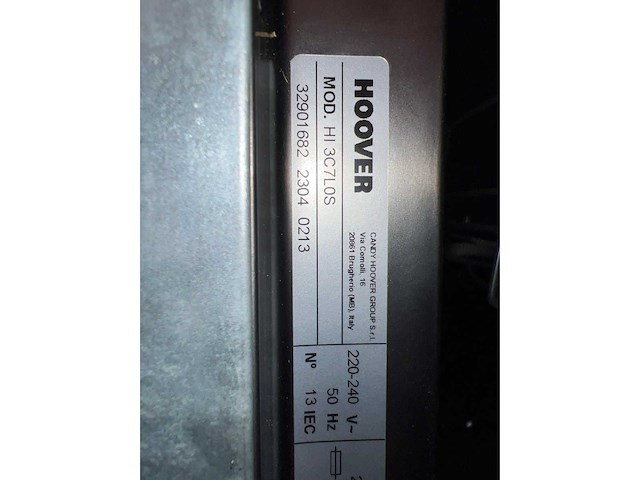 HOOVER
CANDY HOOVER GROUP S.r.l.
Via Comolli, 16
20861 Brugherio (MB), Italy
MOD. HI 3C7L0S
32901682 2304 0213
220-240 V~
50 Hz
N° 13 IEC